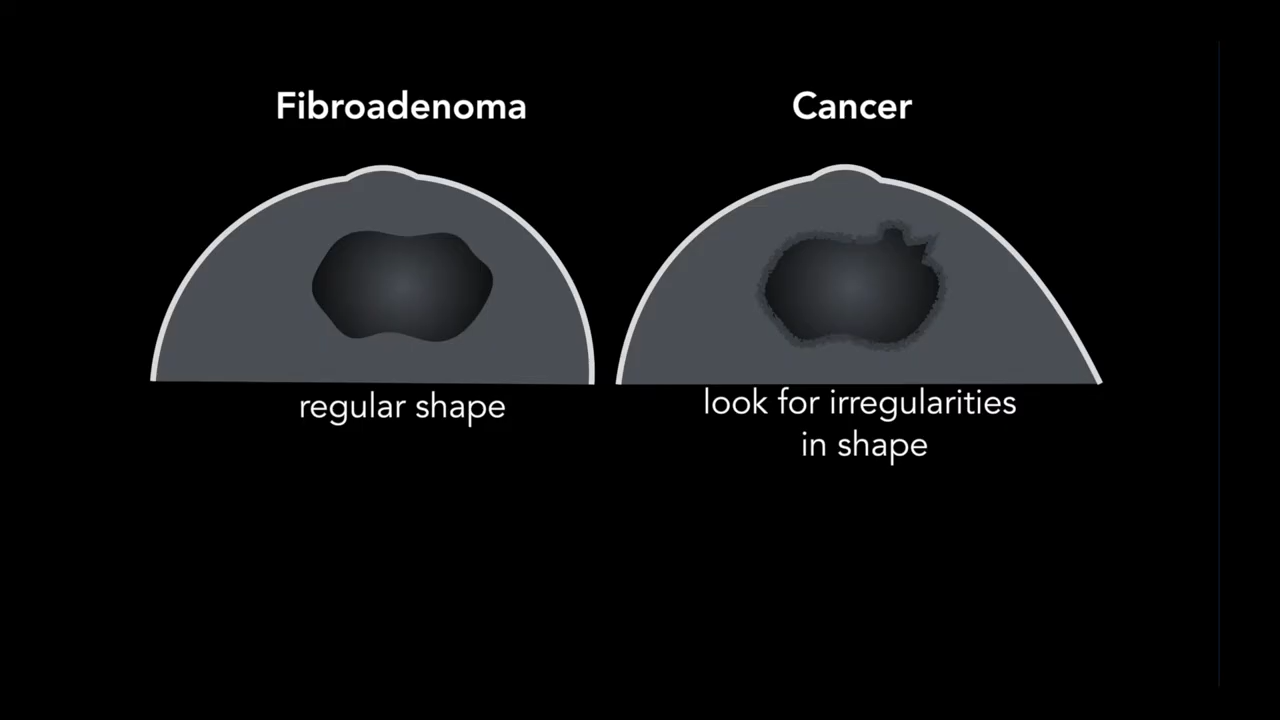 Fibroadenoma
Cancer
regular shape
look for irregularities
in shape